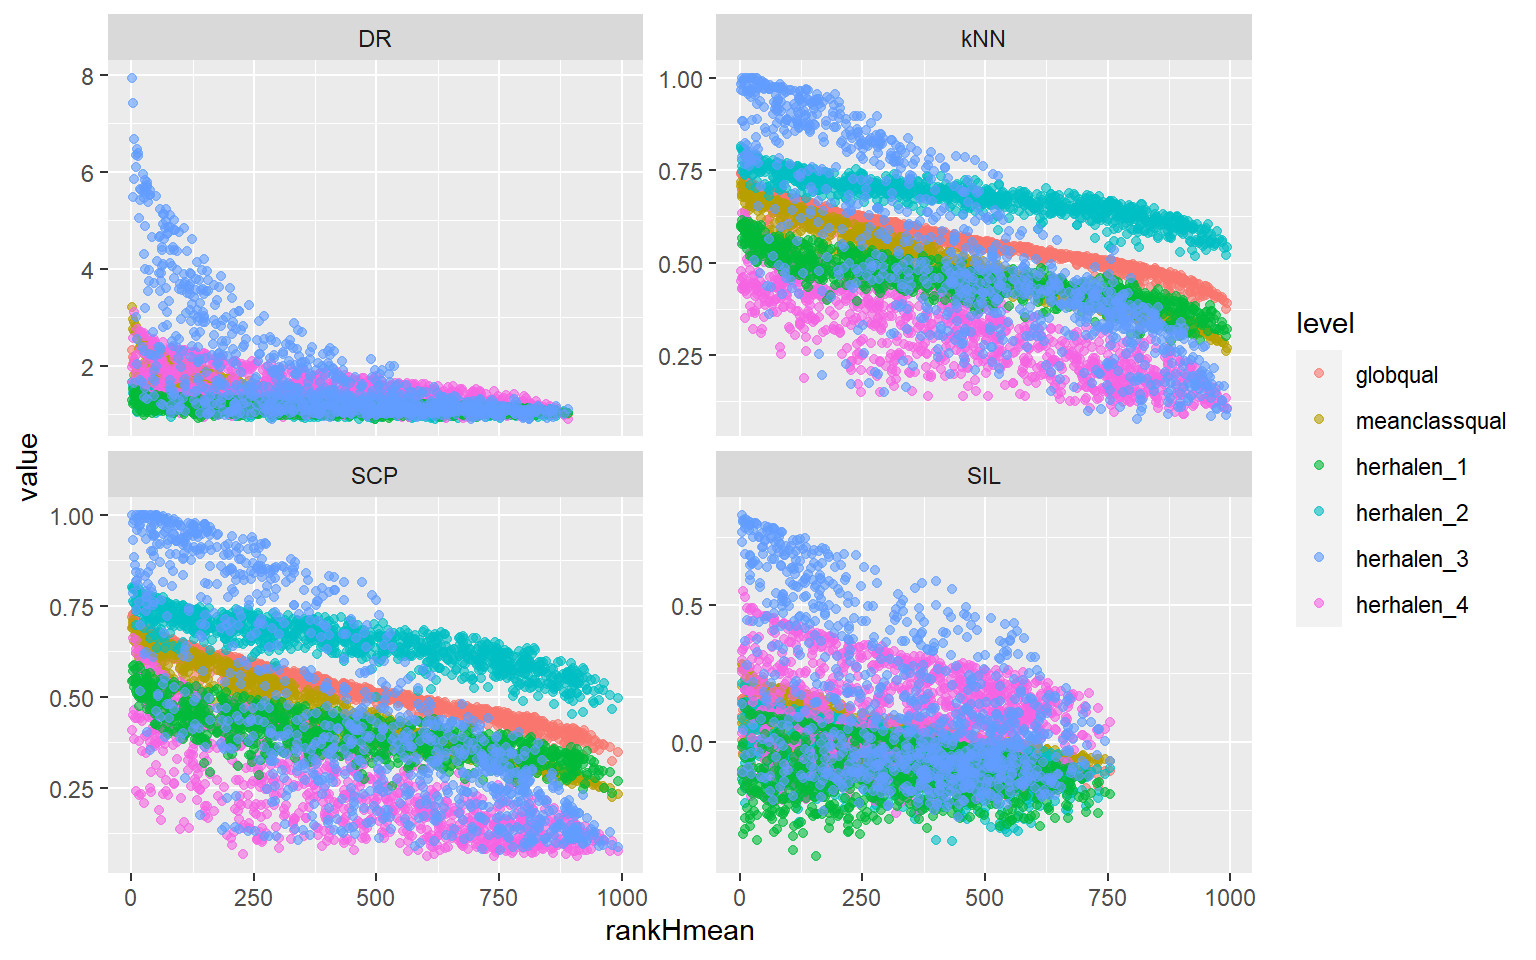 DR
kNN
8
6
4
2
1.00
0.75
0.50
0.25
SCP
SIL
1.00
0.75
0.50
0.25
0.5
0.0
0 250 500 750 1000
0 250 500 750 1000
rankHmean
value
level
globqual
meanclassqual
herhalen_1
herhalen_2
herhalen_3
herhalen_4